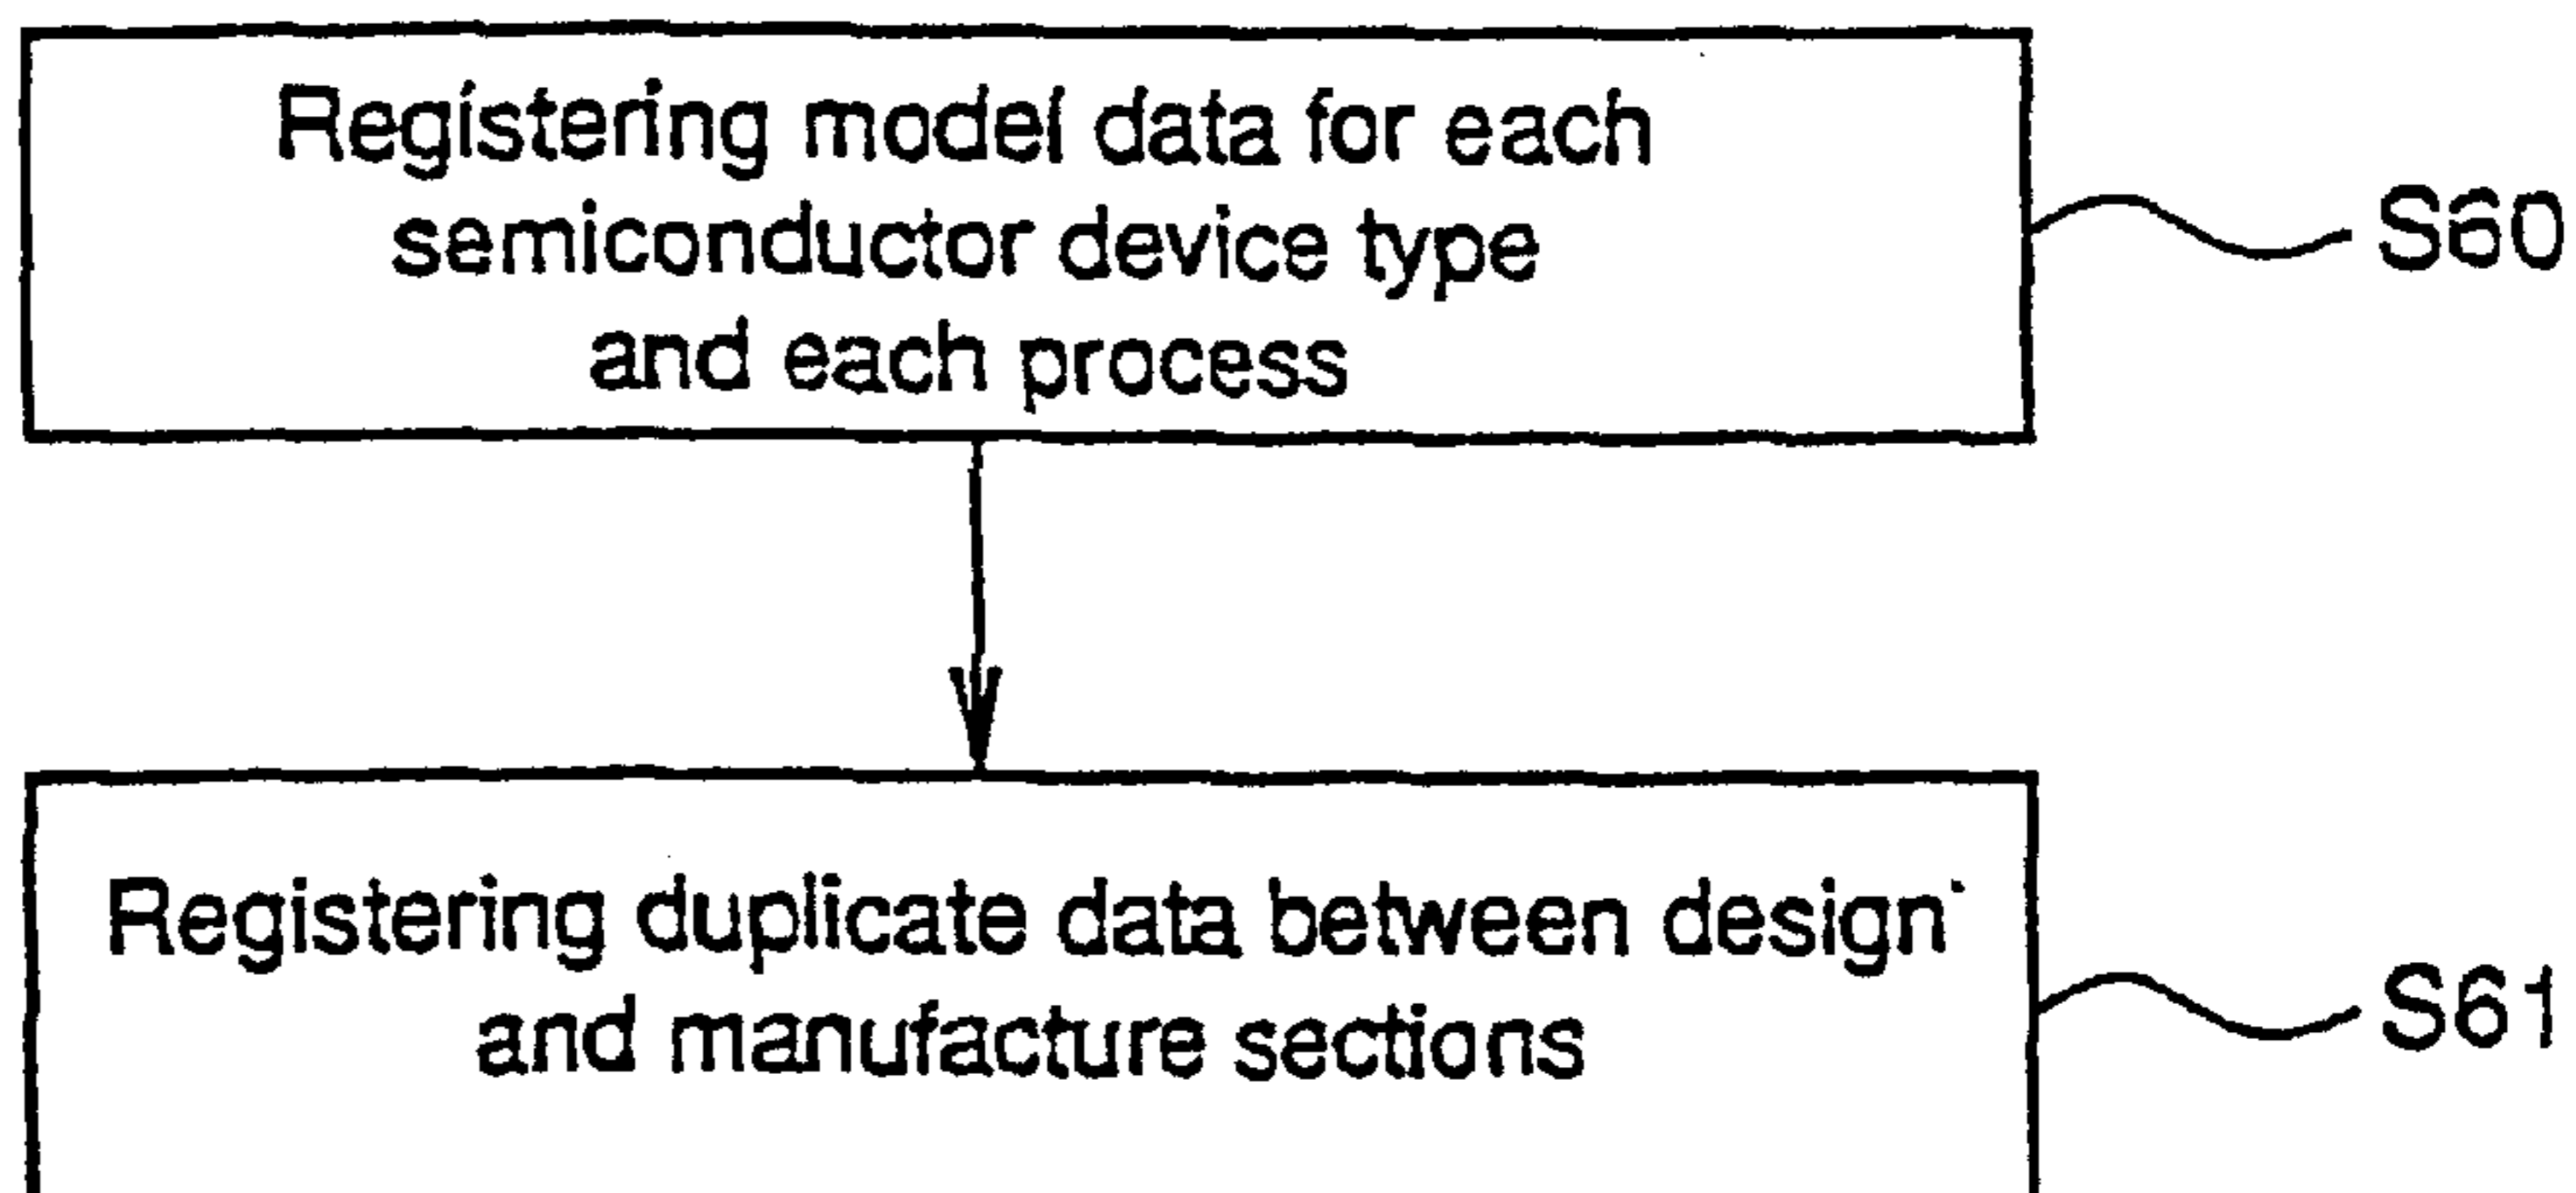 Registering model data for each
semiconductor device type
and each process
S60
Registering duplicate data between design
and manufacture sections
S61